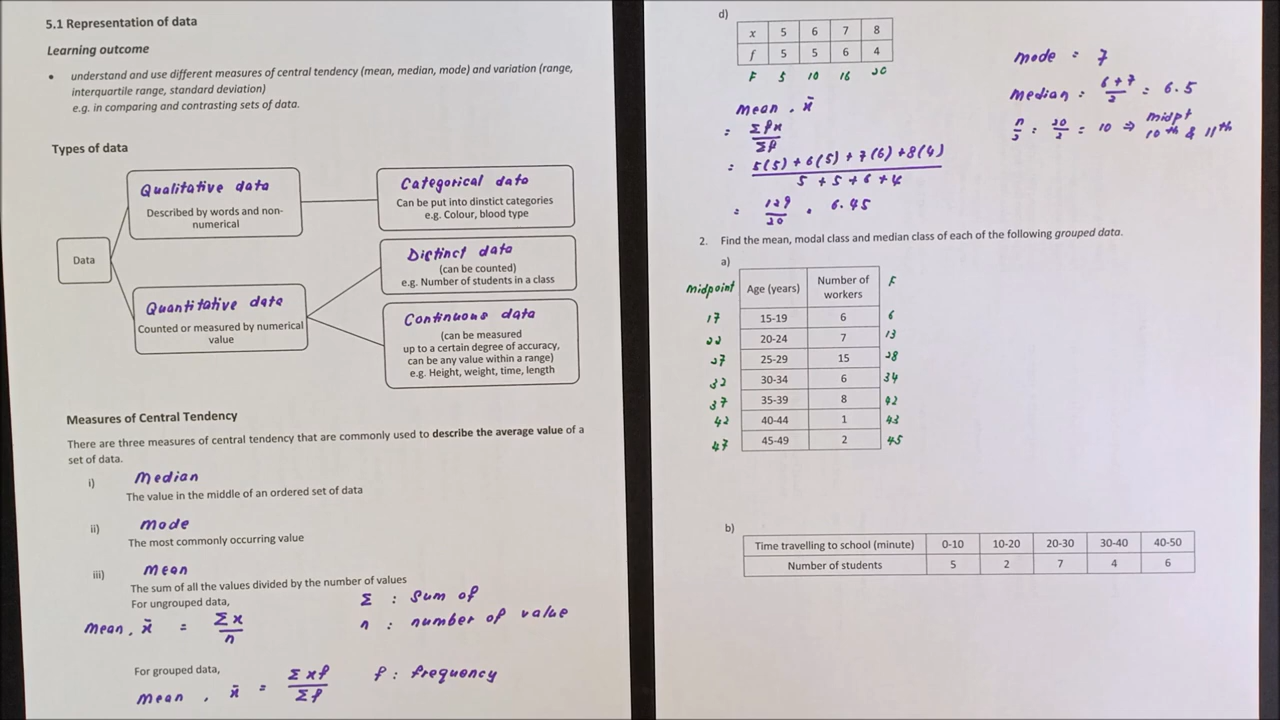 5.1 Representation of data
Learning outcome
• understand and use different measures of central tendency (mean, median, mode) and variation (range,
interquartile range, standard deviation)
e.g. in comparing and contrasting sets of data.
Types of data
Data
Qualitative data
Described by words and non-
numerical
Categorical data
Can be put into dinstict categories
e.g. Colour, blood type
Quantitative data
Counted or measured by numerical
value
Distinct data
(can be counted)
e.g. Number of students in a class
Continuous data
(can be measured
up to a certain degree of accuracy,
can be any value within a range)
e.g. Height, weight, time, length
Measures of Central Tendency
There are three measures of central tendency that are commonly used to describe the average value of a
set of data.
i) Median
The value in the middle of an ordered set of data
ii) Mode
The most commonly occurring value
iii) Mean
The sum of all the values divided by the number of values
For ungrouped data,
Σ : sum of
mean, x̄ = Σx/n
n : number of value
For grouped data,
mean, x̄ = Σxf/Σf
f : frequency
d)
x 5 6 7 8
f 5 5 6 4
F 5 10 16 20
Mean, x̄
= Σfx/Σf
= 5(5) + 6(5) + 7(6) + 8(4) / 5 + 5 + 6 + 4
= 129/20 = 6.45
mode = 7
Median = 6+7/2 = 6.5
n/2 = 20/2 = 10 ⇒ midpt 10th & 11th
2. Find the mean, modal class and median class of each of the following grouped data.
a)
midpoint Age (years) Number of workers F
17 15-19 6 6
22 20-24 7 13
27 25-29 15 28
32 30-34 6 34
37 35-39 8 42
42 40-44 1 43
47 45-49 2 45
b)
Time travelling to school (minute) 0-10 10-20 20-30 30-40 40-50
Number of students 5 2 7 4 6